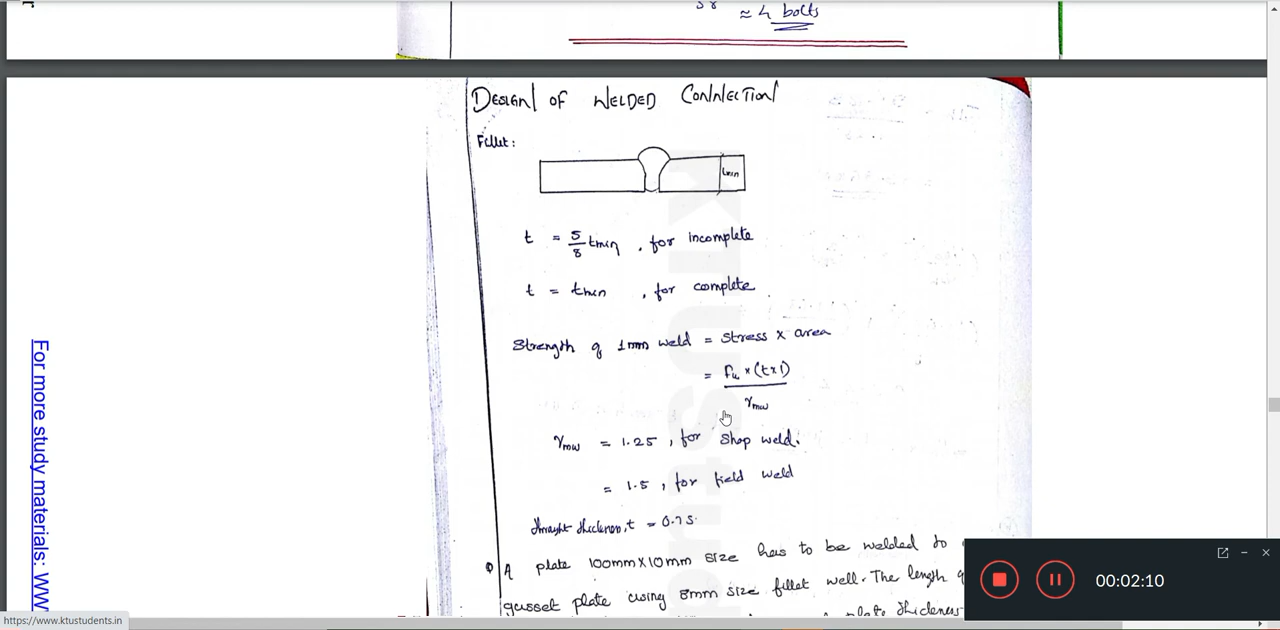 ≈ 4 bolts
DESIGN OF WELDED CONNECTION
Fillet:
tmin
t = 5/8 tmin , for incomplete
t = tmin , for complete
Strength of 1mm weld = stress x area
= fu x (t x 1) / γmw
γmw = 1.25 , for shop weld.
= 1.5 , for field weld
thickness, t = 0.7 s.
Q A plate 100mm X 10mm size has to be welded to
gusset plate using 8mm size fillet well. The length
plate thickness
For more study materials: WWW
KTUStud
00:02:10
https://www.ktustudents.in